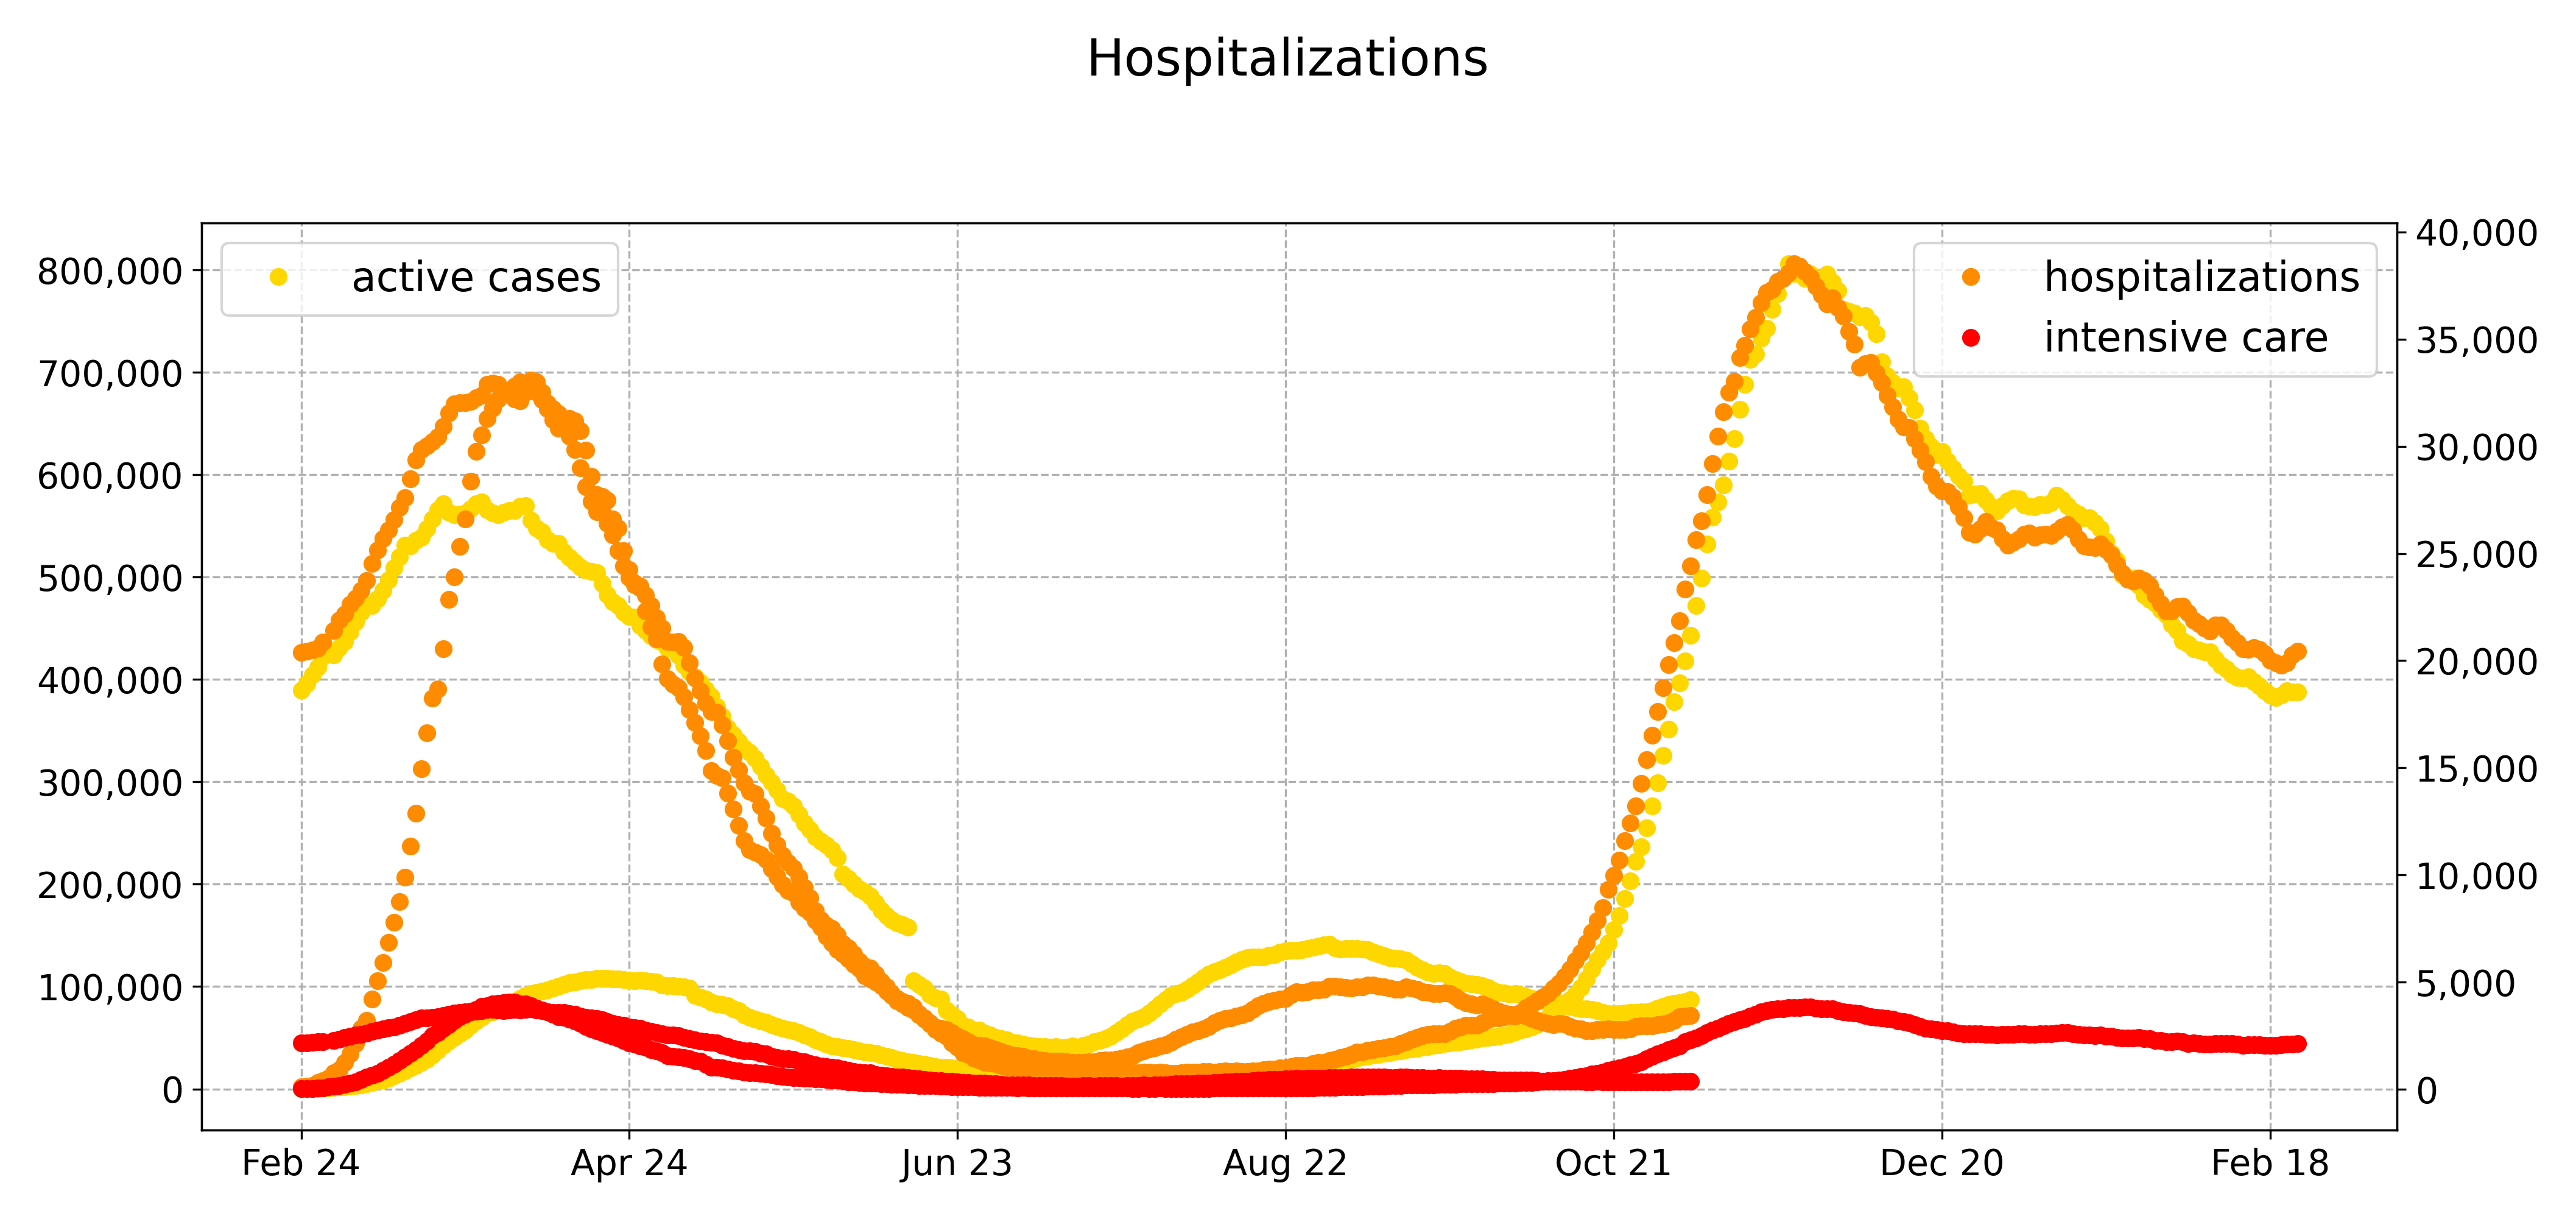 Hospitalizations
active cases
hospitalizations
intensive care
800,000
700,000
600,000
500,000
400,000
300,000
200,000
100,000
0
40,000
35,000
30,000
25,000
20,000
15,000
10,000
5,000
0
Feb 24
Apr 24
Jun 23
Aug 22
Oct 21
Dec 20
Feb 18